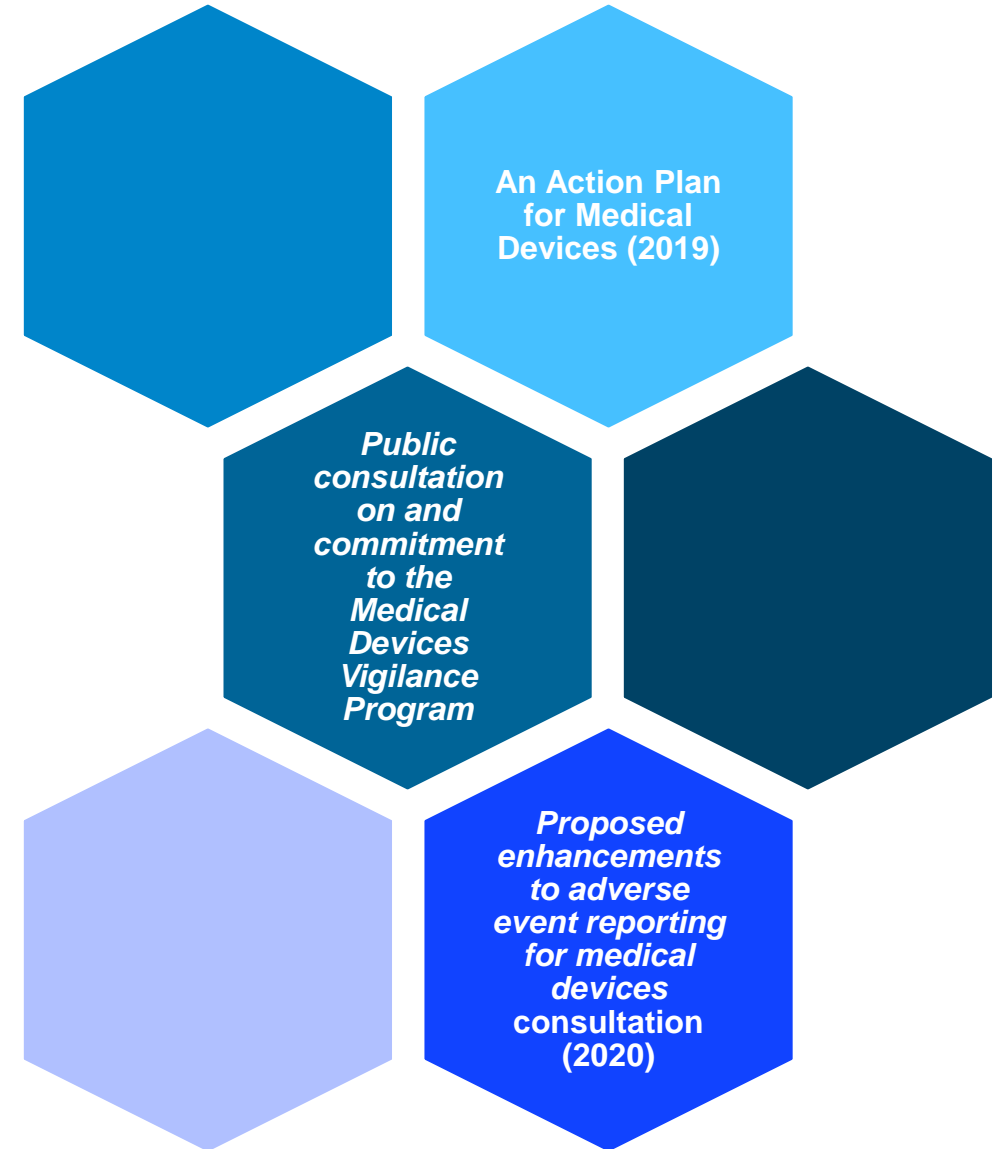 An Action Plan
for Medical
Devices (2019)
Public
consultation
on and
commitment
to the
Medical
Devices
Vigilance
Program
Proposed
enhancements
to adverse
event reporting
for medical
devices
consultation
(2020)